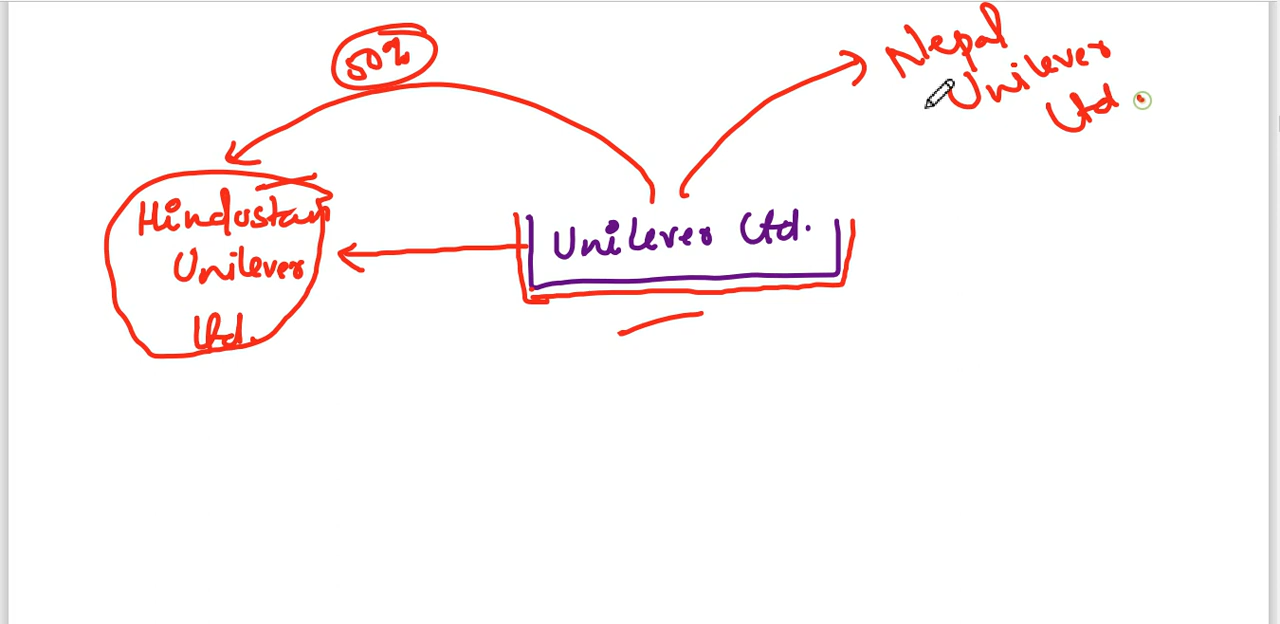 50%
Nepal
Unilever
Ltd.
Hindustan
Unilever
Ltd.
Unilever Ltd.